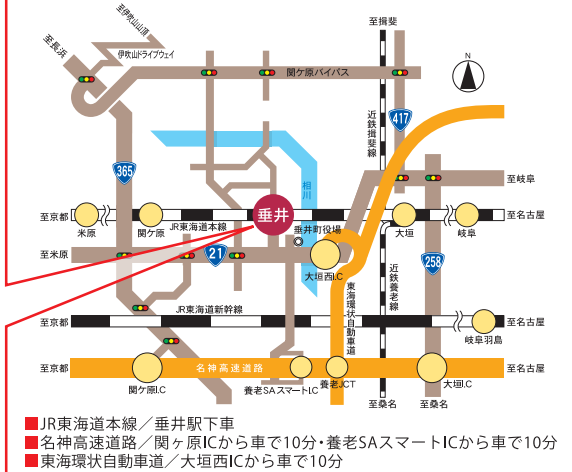 至伊吹山山頂
至長浜
伊吹山ドライブウェイ
至揖斐
N
関ケ原バイパス
近鉄揖斐線
417
365
相川
至岐阜
至京都
米原
関ケ原
JR東海道本線
垂井
垂井町役場
大垣
岐阜
至名古屋
至米原
21
大垣西I.C
258
近鉄養老線
東海環状自動車道
JR東海道新幹線
至京都
岐阜羽島
至名古屋
至京都
名神高速道路
関ケ原I.C
養老SAスマートI.C
養老JCT
大垣I.C
至名古屋
至桑名
至桑名
■JR東海道本線／垂井駅下車
■名神高速道路／関ヶ原ICから車で10分・養老SAスマートICから車で10分
■東海環状自動車道／大垣西ICから車で10分